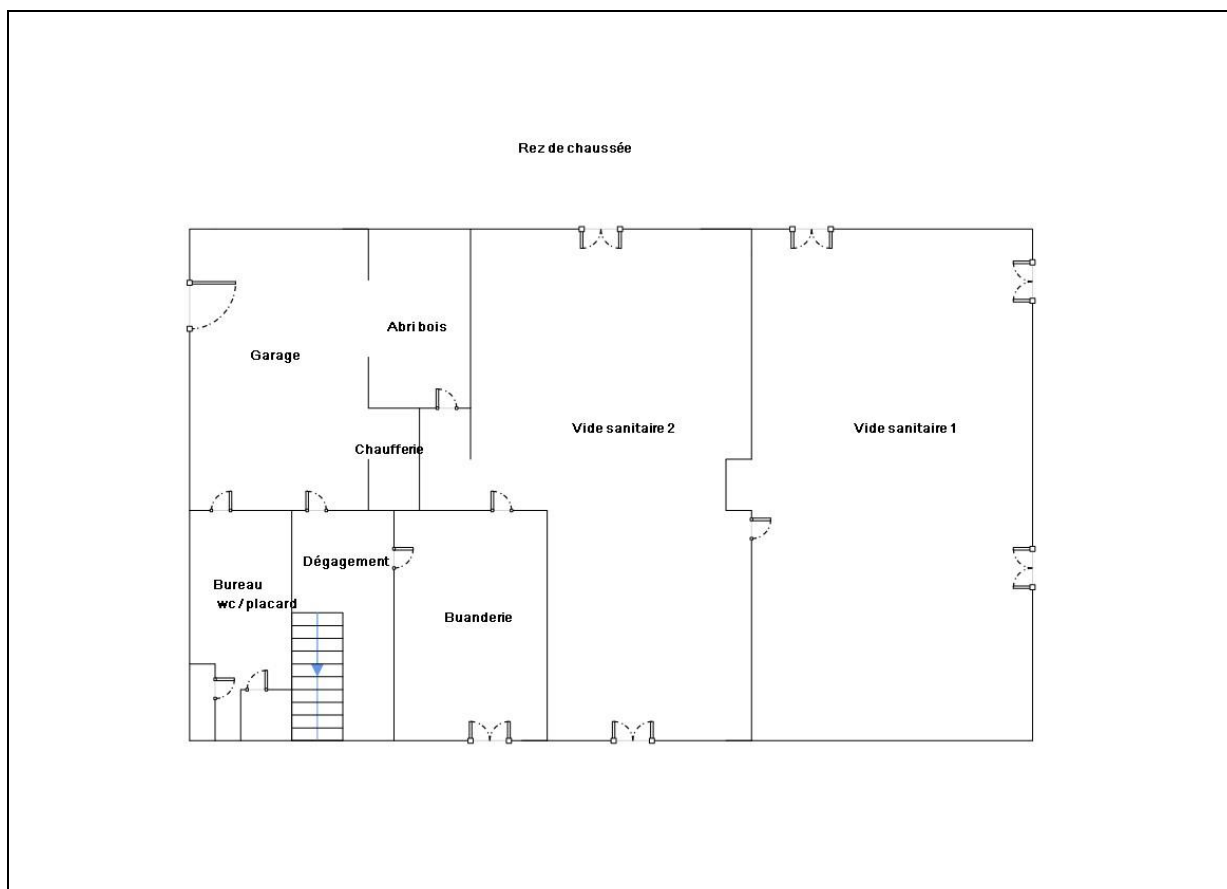 Rez de chaussée
Abri bois
Garage
Chaufferie
Vide sanitaire 2
Vide sanitaire 1
Dégagement
Bureau
wc / placard
Buanderie